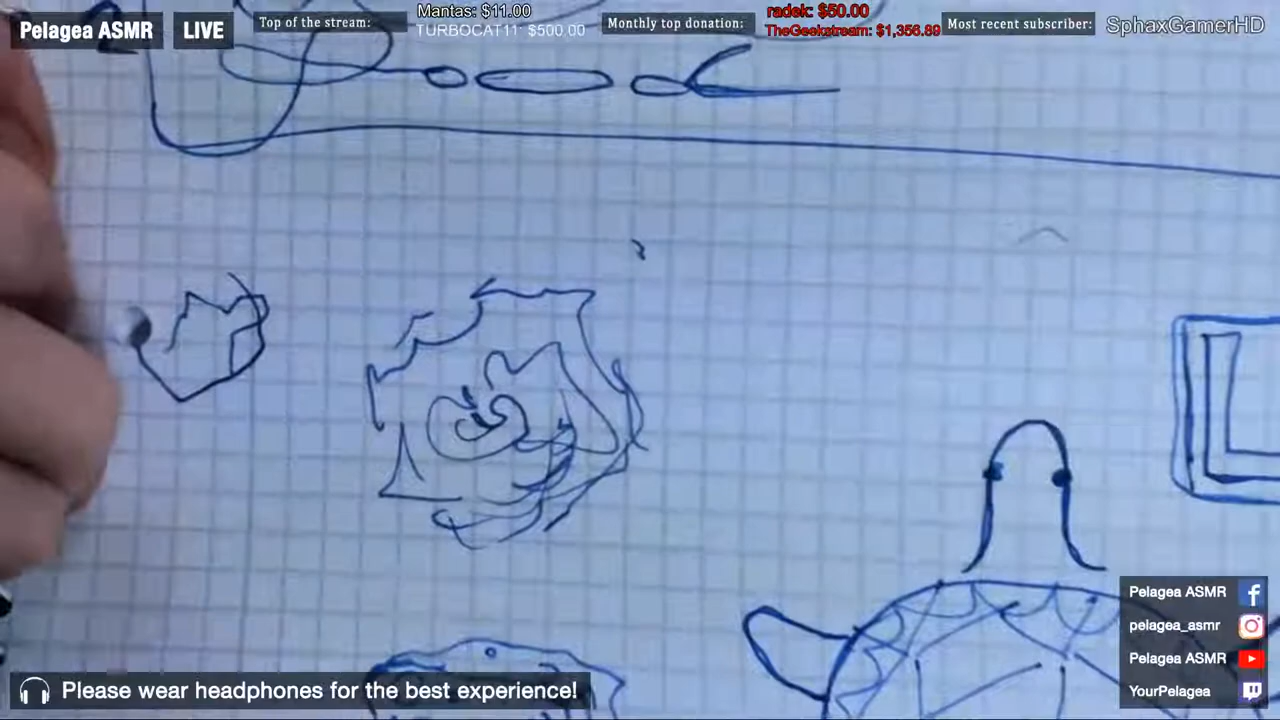 Pelagea ASMR
LIVE
Top of the stream:
Mantas: $11.00
TURBOCAT11: $500.00
Monthly top donation:
radek: $50.00
TheGeekstream: $1,356.89
Most recent subscriber:
SphaxGamerHD
Pelagea ASMR
pelagea_asmr
Pelagea ASMR
YourPelagea
Please wear headphones for the best experience!